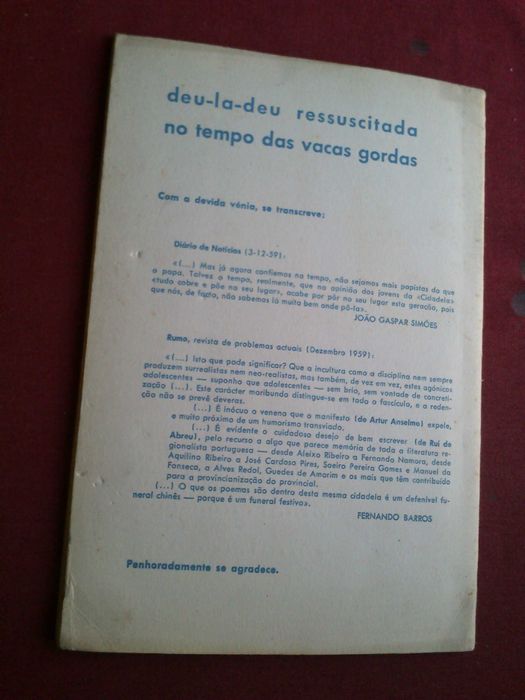 deu-la-deu ressuscitada
no tempo das vacas gordas
Com a devida vénia, se transcreve:
Diário de Notícias (3-12-59):
«(...) Mas já agora confiemos no tempo, não sejamos mais papistas do que
o papa. Talvez o tempo, realmente, que na opinião dos jovens da «Cidadela»
«tudo cobre e põe no seu lugar», acabe por pôr no seu lugar esta geração, pois
que nós, de facto, não sabemos lá muito bem onde pô-la».
JOÃO GASPAR SIMÕES
Rumo, revista de problemas actuais (Dezembro 1959):
«(...) Isto que pode significar? Que a incultura como a disciplina nem sempre
produzem surrealistas nem neo-realistas, mas também, de vez em vez, estes agónicos
adolescentes — suponho que adolescentes — sem brio, sem vontade de concreti-
zação (...). Este carácter moribundo distingue-se em todo o fascículo, e a reden-
ção não se prevê deveras.
(...) É inócuo o veneno que o manifesto (de Artur Anselmo) expele,
e muito próximo de um humorismo transviado.
(...) É evidente o cuidadoso desejo de bem escrever (de Rui de
Abreu), pelo recurso a algo que parece memória de toda a literatura re-
gionalista portuguesa — desde Aleixo Ribeiro a Fernando Namora, desde
Aquilino Ribeiro a José Cardoso Pires, Soeiro Pereira Gomes e Manuel da
Fonseca, a Alves Redol, Guedes de Amorim e os mais que têm contribuído
para a provincianização do provincial.
(...) O que os poemas são dentro desta mesma cidadela é um defenível fu-
neral chinês — porque é um funeral festivo».
FERNANDO BARROS
Penhoradamente se agradece.